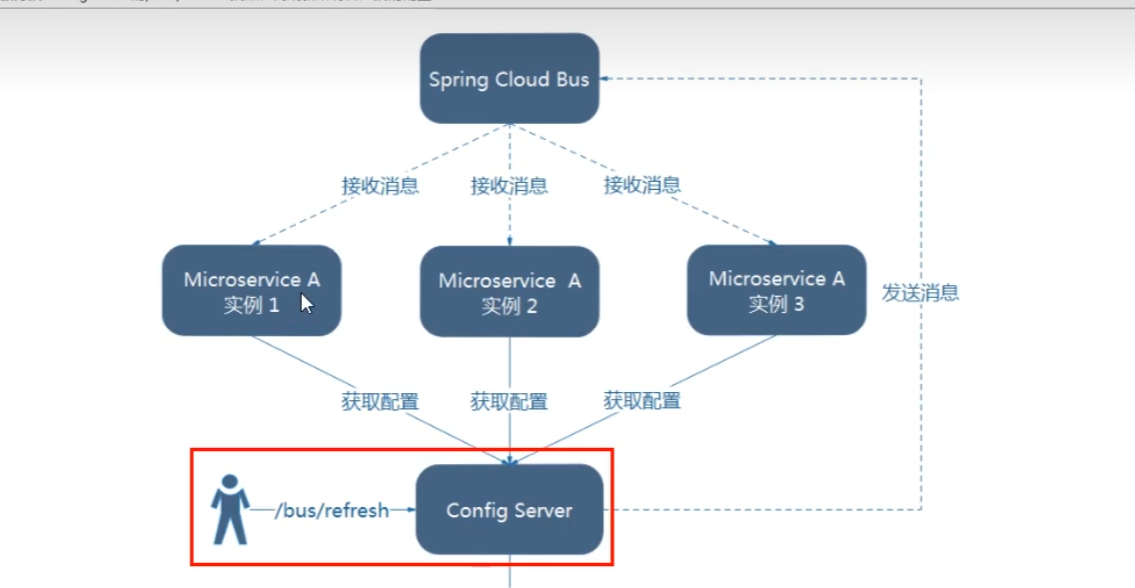 Spring Cloud Bus
接收消息
接收消息
接收消息
Microservice A
实例 1
Microservice A
实例 2
Microservice A
实例 3
发送消息
获取配置
获取配置
获取配置
/bus/refresh
Config Server